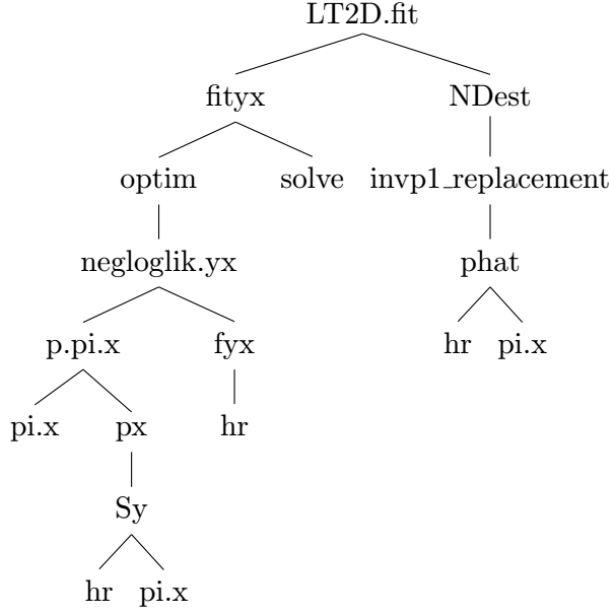 LT2D.fit
fityx NDest
optim solve invp1_replacement
negloglik.yx phat
p.pi.x fyx hr pi.x
pi.x px hr
Sy
hr pi.x